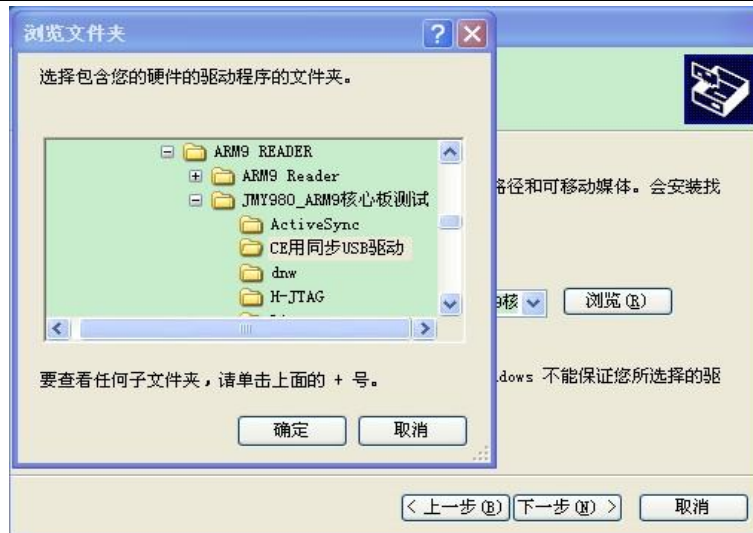 浏览文件夹
选择包含您的硬件的驱动程序的文件夹。
ARM9 READER
ARM9 Reader
JMY980_ARM9核心板测试
ActiveSync
CE用同步USB驱动
dnw
H-JTAG
要查看任何子文件夹，请单击上面的 + 号。
确定
取消
路径和可移动媒体。会安装找
9核
浏览(R)
dows 不能保证您所选择的驱
< 上一步(B)
下一步(N) >
取消